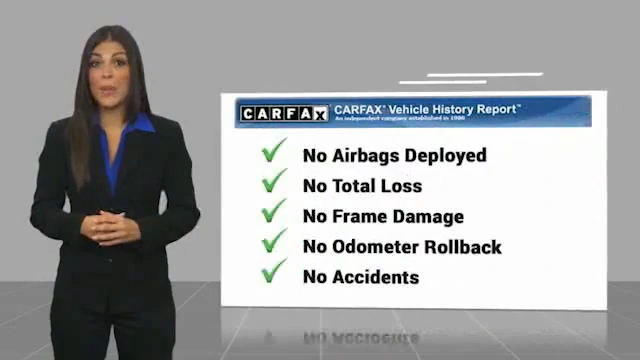 CARFAX CARFAX® Vehicle History Report™
An independent company established in 1986
No Airbags Deployed
No Total Loss
No Frame Damage
No Odometer Rollback
No Accidents